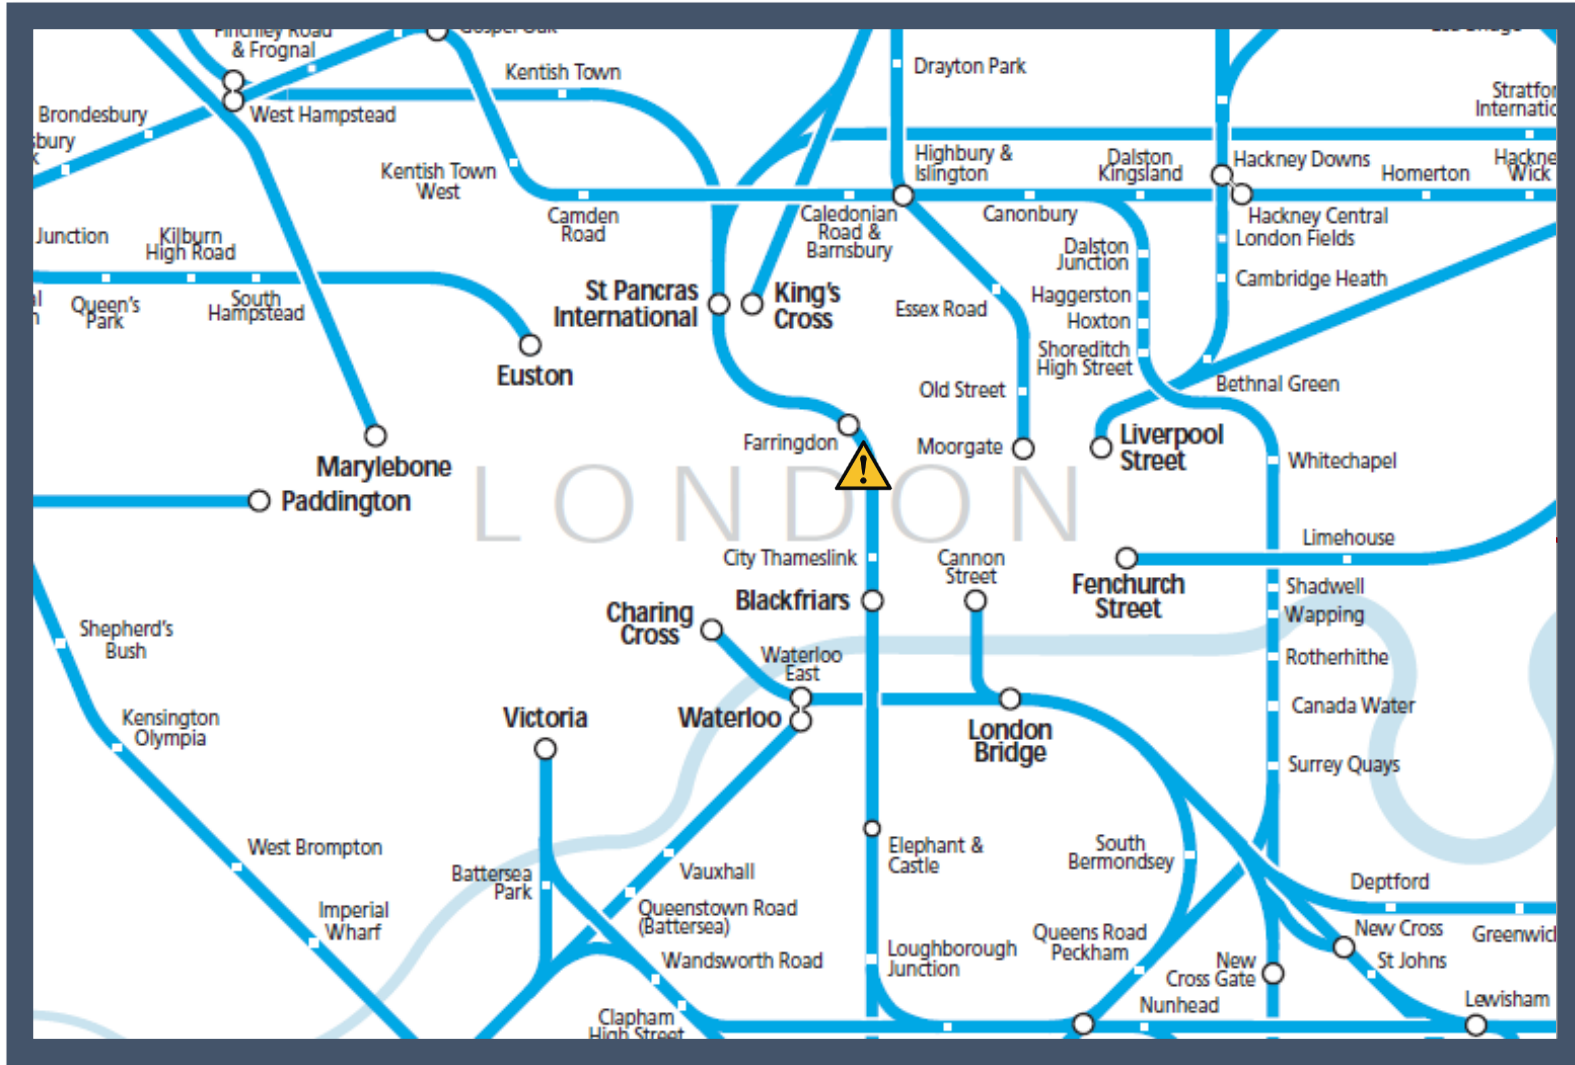 & Frognal
Kentish Town
Drayton Park
Brondesbury
West Hampstead
Kentish Town
West
Highbury &
Islington
Dalston
Kingsland
Hackney Downs
Homerton
Wick
Camden
Road
Caledonian
Road &
Barnsbury
Canonbury
Hackney Central
London Fields
Junction
Kilburn
High Road
Dalston
Junction
Cambridge Heath
Queen's
Park
South
Hampstead
St Pancras
International
King's
Cross
Essex Road
Haggerston
Hoxton
Shoreditch
High Street
Euston
Old Street
Bethnal Green
Farringdon
Moorgate
Liverpool
Street
Whitechapel
Marylebone
Paddington
LONDON
City Thameslink
Cannon
Street
Limehouse
Blackfriars
Fenchurch
Street
Shadwell
Wapping
Charing
Cross
Shepherd's
Bush
Waterloo
East
Rotherhithe
Kensington
Olympia
Victoria
Waterloo
London
Bridge
Canada Water
Surrey Quays
West Brompton
Battersea
Park
Vauxhall
Elephant &
Castle
South
Bermondsey
Deptford
Imperial
Wharf
Queenstown Road
(Battersea)
Wandsworth Road
Loughborough
Junction
Queens Road
Peckham
New
Cross Gate
New Cross
St Johns
Nunhead
Lewisham
Clapham
High Street